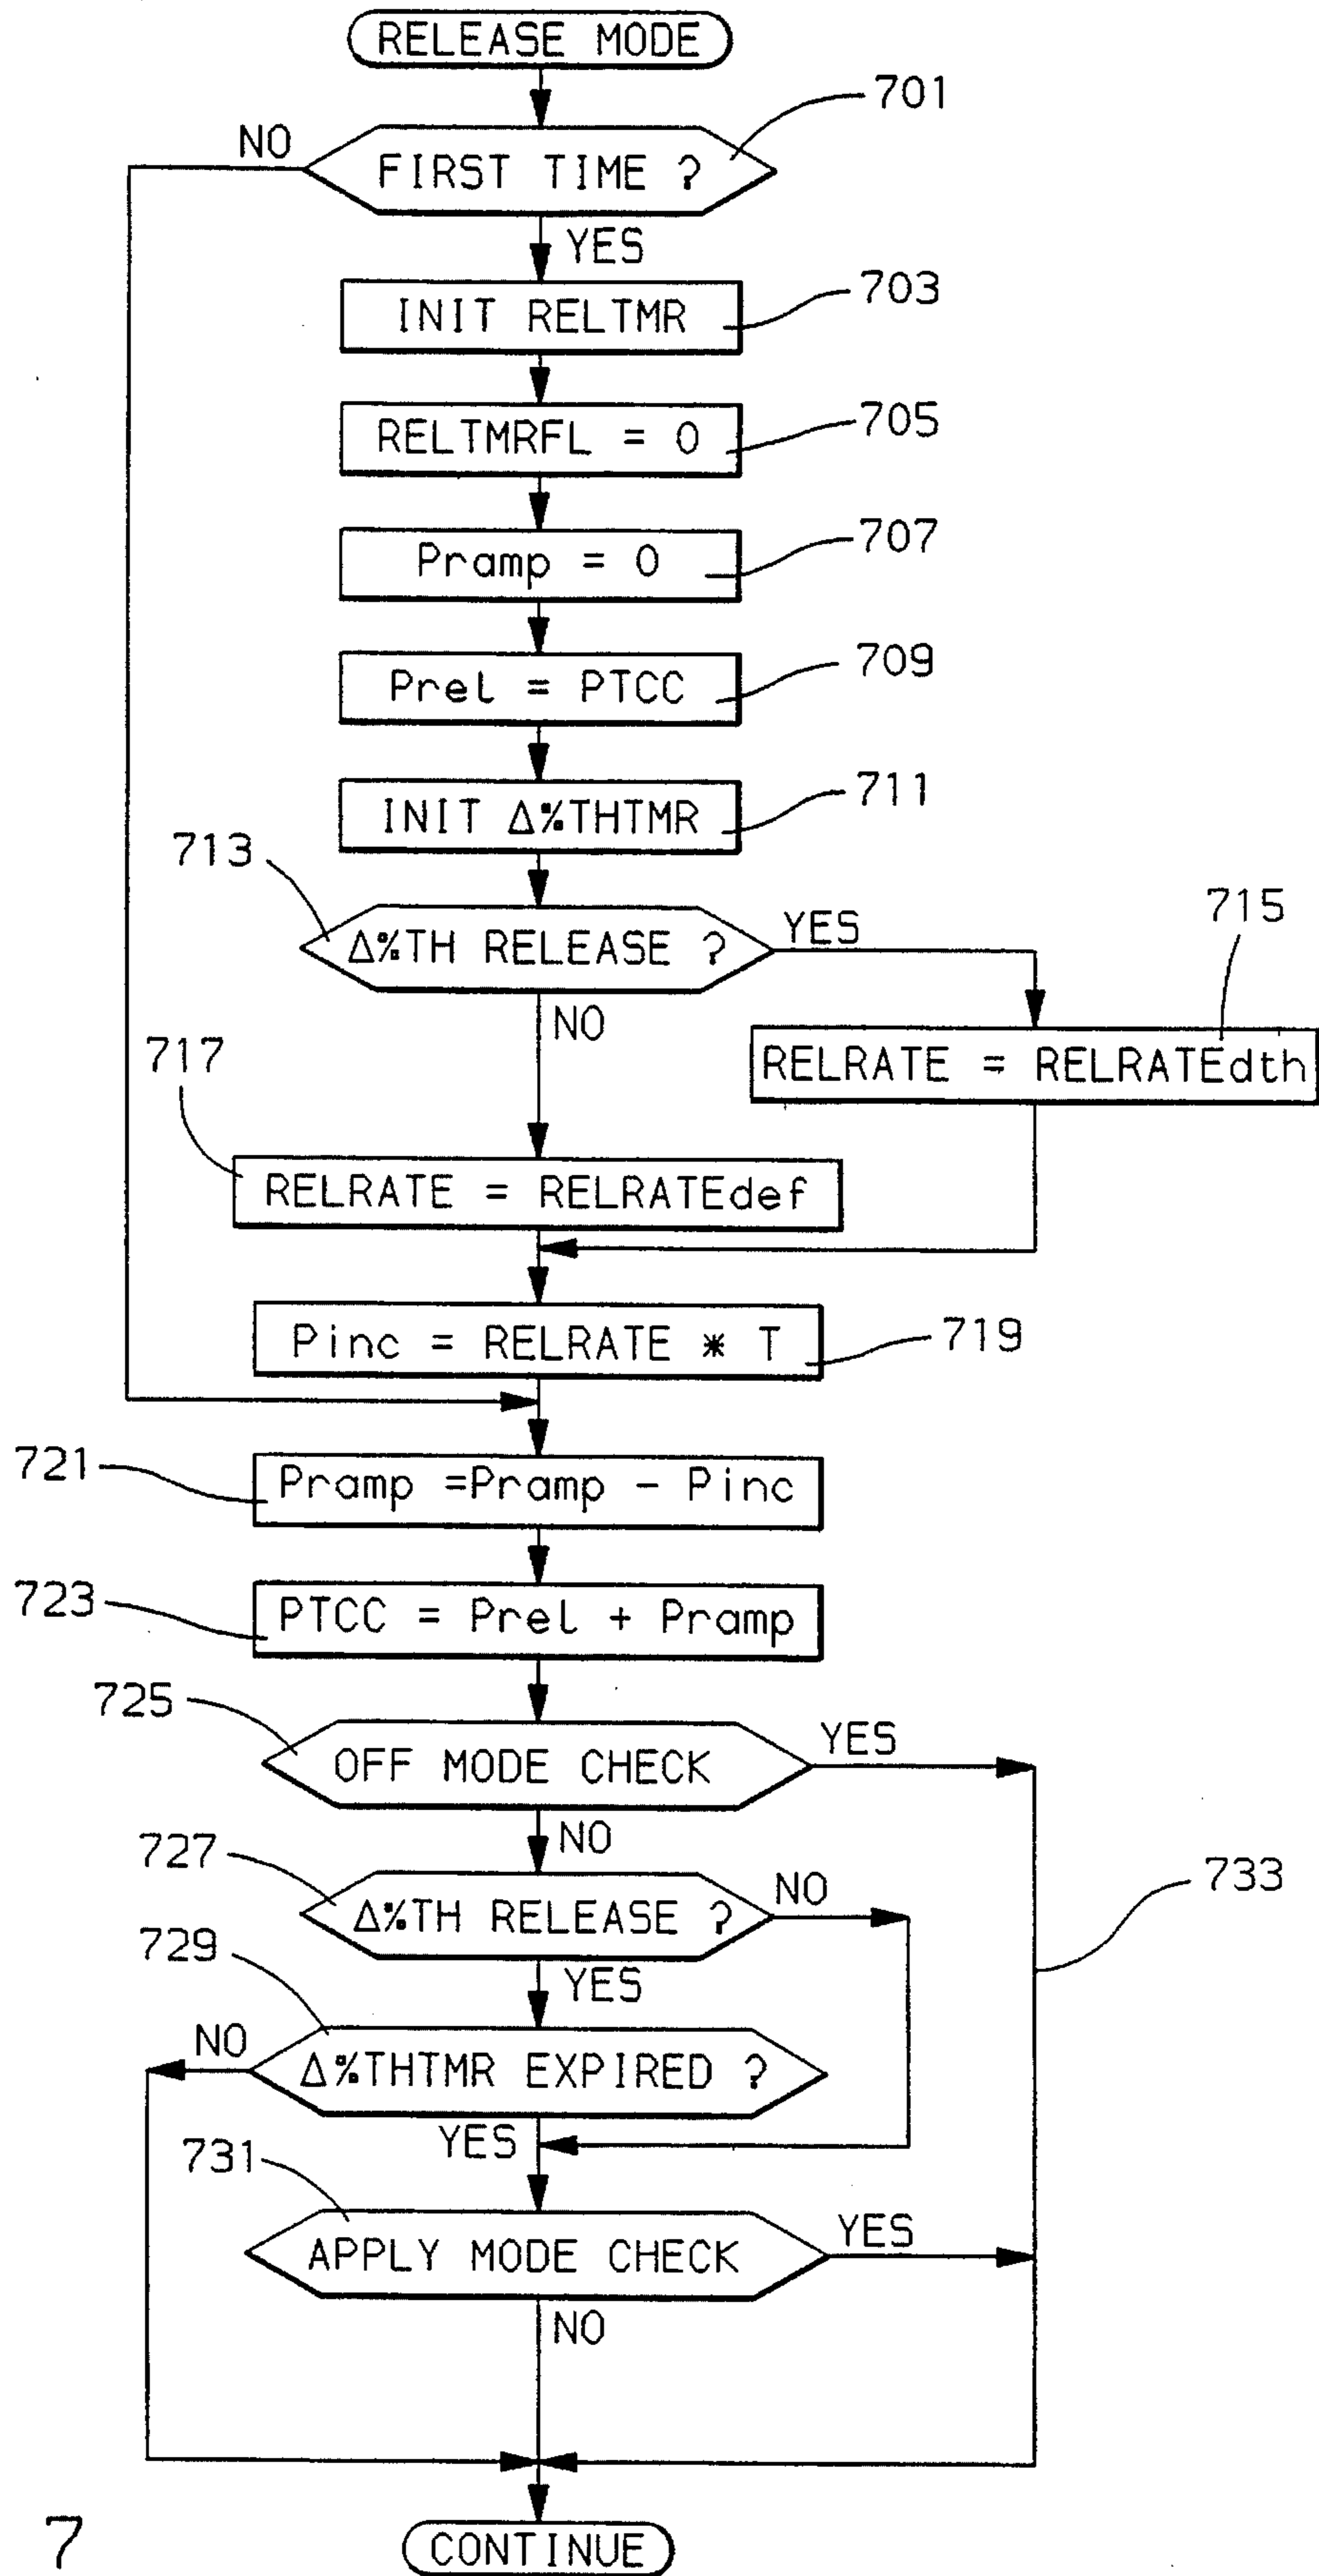 RELEASE MODE
701
NO
FIRST TIME ?
YES
703
INIT RELTMR
705
RELTMRFL = 0
707
Pramp = 0
709
Prel = PTCC
711
INIT Δ%THTMR
713
Δ%TH RELEASE ?
YES
715
NO
RELRATE = RELRATEdth
717
RELRATE = RELRATEdef
Pinc = RELRATE * T
719
721
Pramp =Pramp - Pinc
723
PTCC = Prel + Pramp
725
OFF MODE CHECK
YES
NO
727
Δ%TH RELEASE ?
NO
733
YES
729
NO
Δ%THTMR EXPIRED ?
YES
731
APPLY MODE CHECK
YES
NO
7
CONTINUE